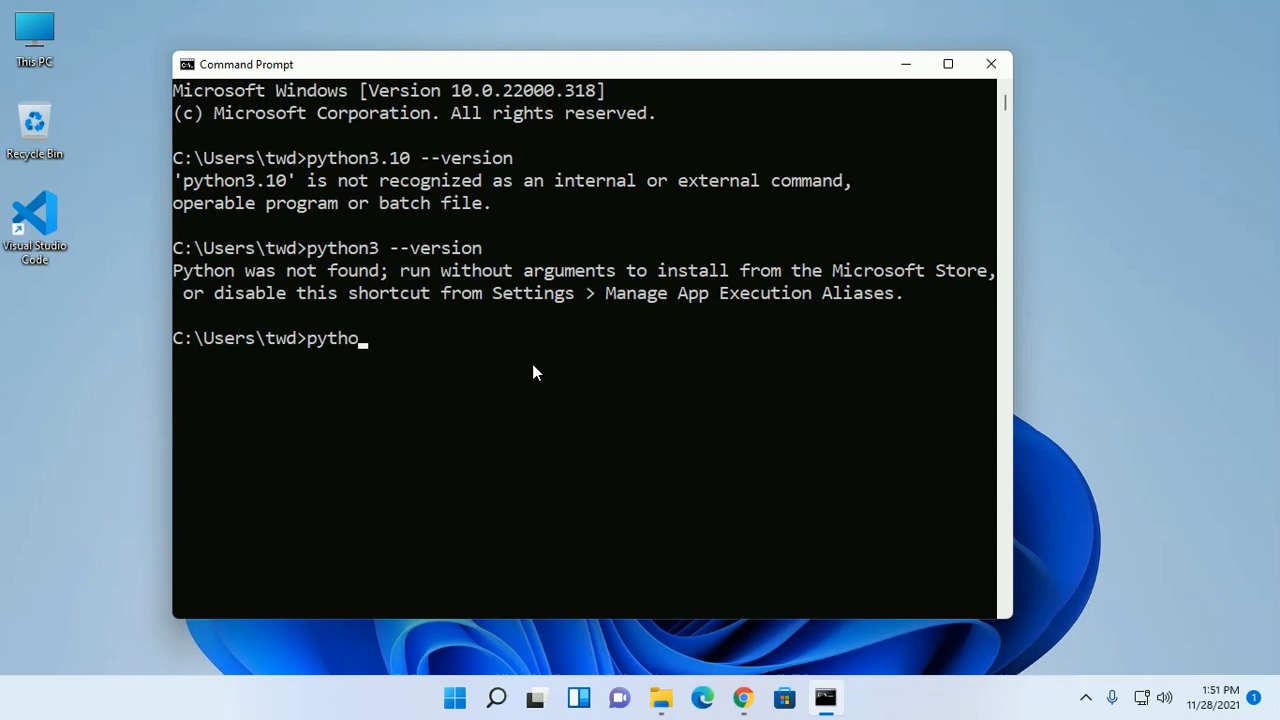 This PC
Recycle Bin
Visual Studio
Code
Command Prompt
Microsoft Windows [Version 10.0.22000.318]
(c) Microsoft Corporation. All rights reserved.
C:\Users\twd>python3.10 --version
'python3.10' is not recognized as an internal or external command,
operable program or batch file.
C:\Users\twd>python3 --version
Python was not found; run without arguments to install from the Microsoft Store,
or disable this shortcut from Settings > Manage App Execution Aliases.
C:\Users\twd>pytho_
1:51 PM
11/28/2021
1